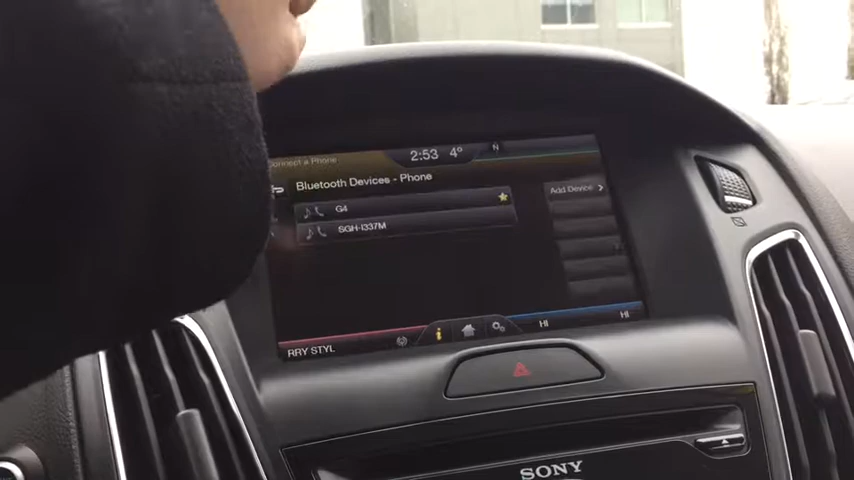 Connect a Phone
2:53 4° N
Bluetooth Devices - Phone
Add Device
G4
SGH-I337M
RRY STYL
HI HI
SONY